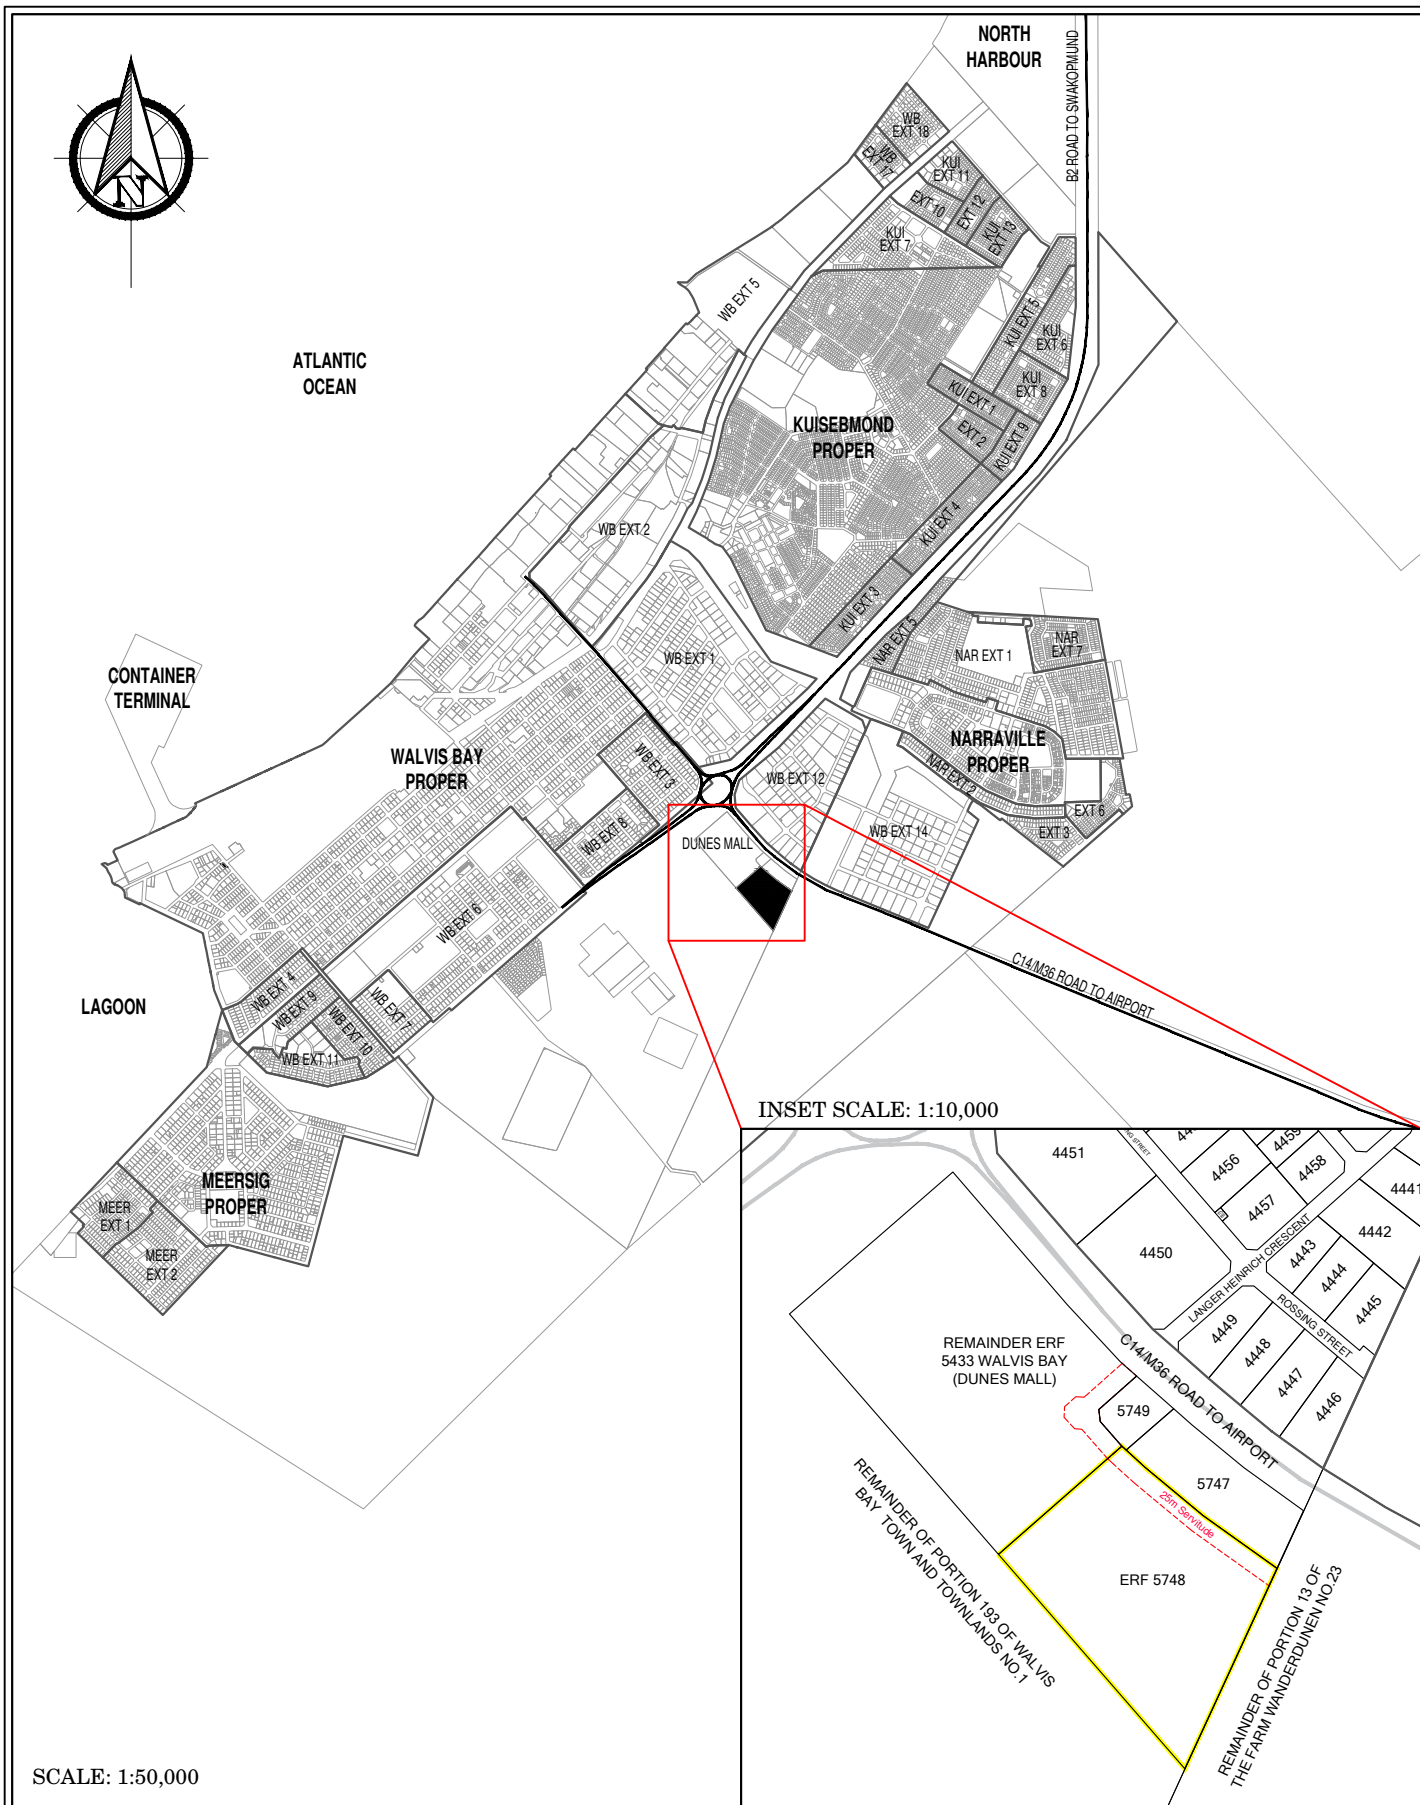 NORTH
HARBOUR
B2 ROAD TO SWAKOPMUND
N
WB
EXT 18
WB
EXT 17
KUI
EXT 11
EXT 10
EXT 12
KUI
EXT 13
KUI
EXT 7
WB EXT 5
KUI EXT 5
KUI
EXT 6
KUI
EXT 8
KUI EXT 1
EXT 2
KUI EXT 9
ATLANTIC
OCEAN
KUISEBMOND
PROPER
KUI EXT 4
WB EXT 2
KUI EXT 3
NAR EXT 5
NAR EXT 1
NAR
EXT 7
WB EXT 1
CONTAINER
TERMINAL
WALVIS BAY
PROPER
NARRAVILLE
PROPER
NAR EXT 2
WB EXT 3
WB EXT 12
EXT 6
EXT 3
WB EXT 8
WB EXT 14
DUNES MALL
WB EXT 6
C14/M36 ROAD TO AIRPORT
WB EXT 4
WB EXT 9
WB EXT 7
WB EXT 10
WB EXT 11
LAGOON
MEERSIG
PROPER
MEER
EXT 1
MEER
EXT 2
INSET SCALE: 1:10,000
4451
4456
4459
4458
4457
4441
4442
4450
LANGER HEINRICH CRESCENT
4443
4444
4445
ROSSING STREET
4449
4448
4447
4446
REMAINDER ERF
5433 WALVIS BAY
(DUNES MALL)
C14/M36 ROAD TO AIRPORT
5749
5747
25m Servitude
ERF 5748
REMAINDER OF PORTION 193 OF WALVIS
BAY TOWN AND TOWNLANDS NO.1
REMAINDER OF PORTION 13 OF
THE FARM WANDERDUNEN NO.23
SCALE: 1:50,000